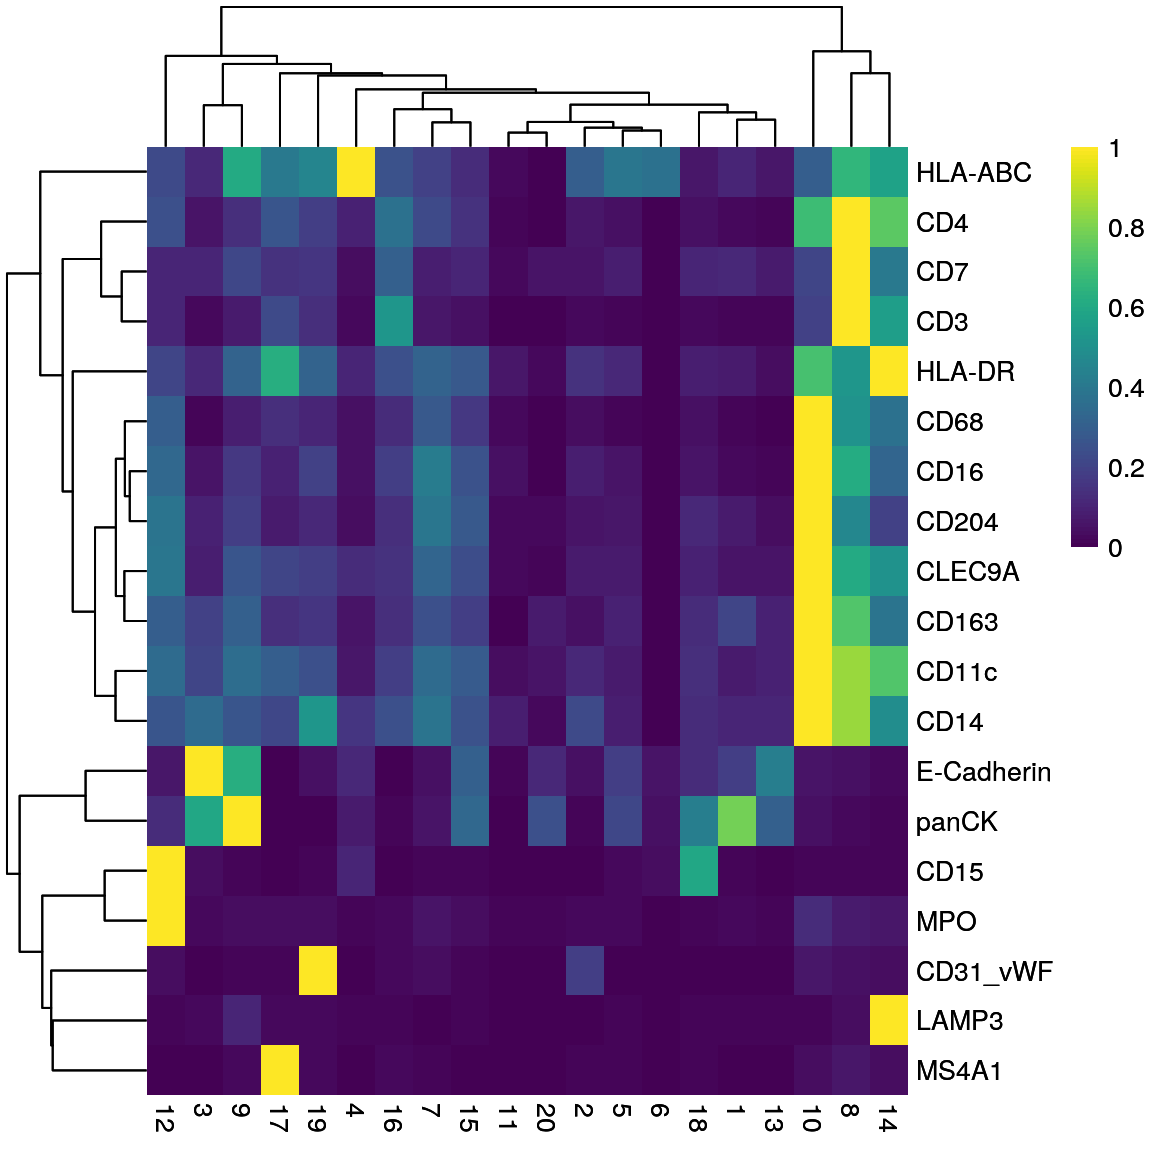 HLA-ABC
CD4
CD7
CD3
HLA-DR
CD68
CD16
CD204
CLEC9A
CD163
CD11c
CD14
E-Cadherin
panCK
CD15
MPO
CD31_vWF
LAMP3
MS4A1
1
0.8
0.6
0.4
0.2
0
12 3 9 17 19 4 16 7 15 11 20 2 5 6 18 1 13 10 8 14